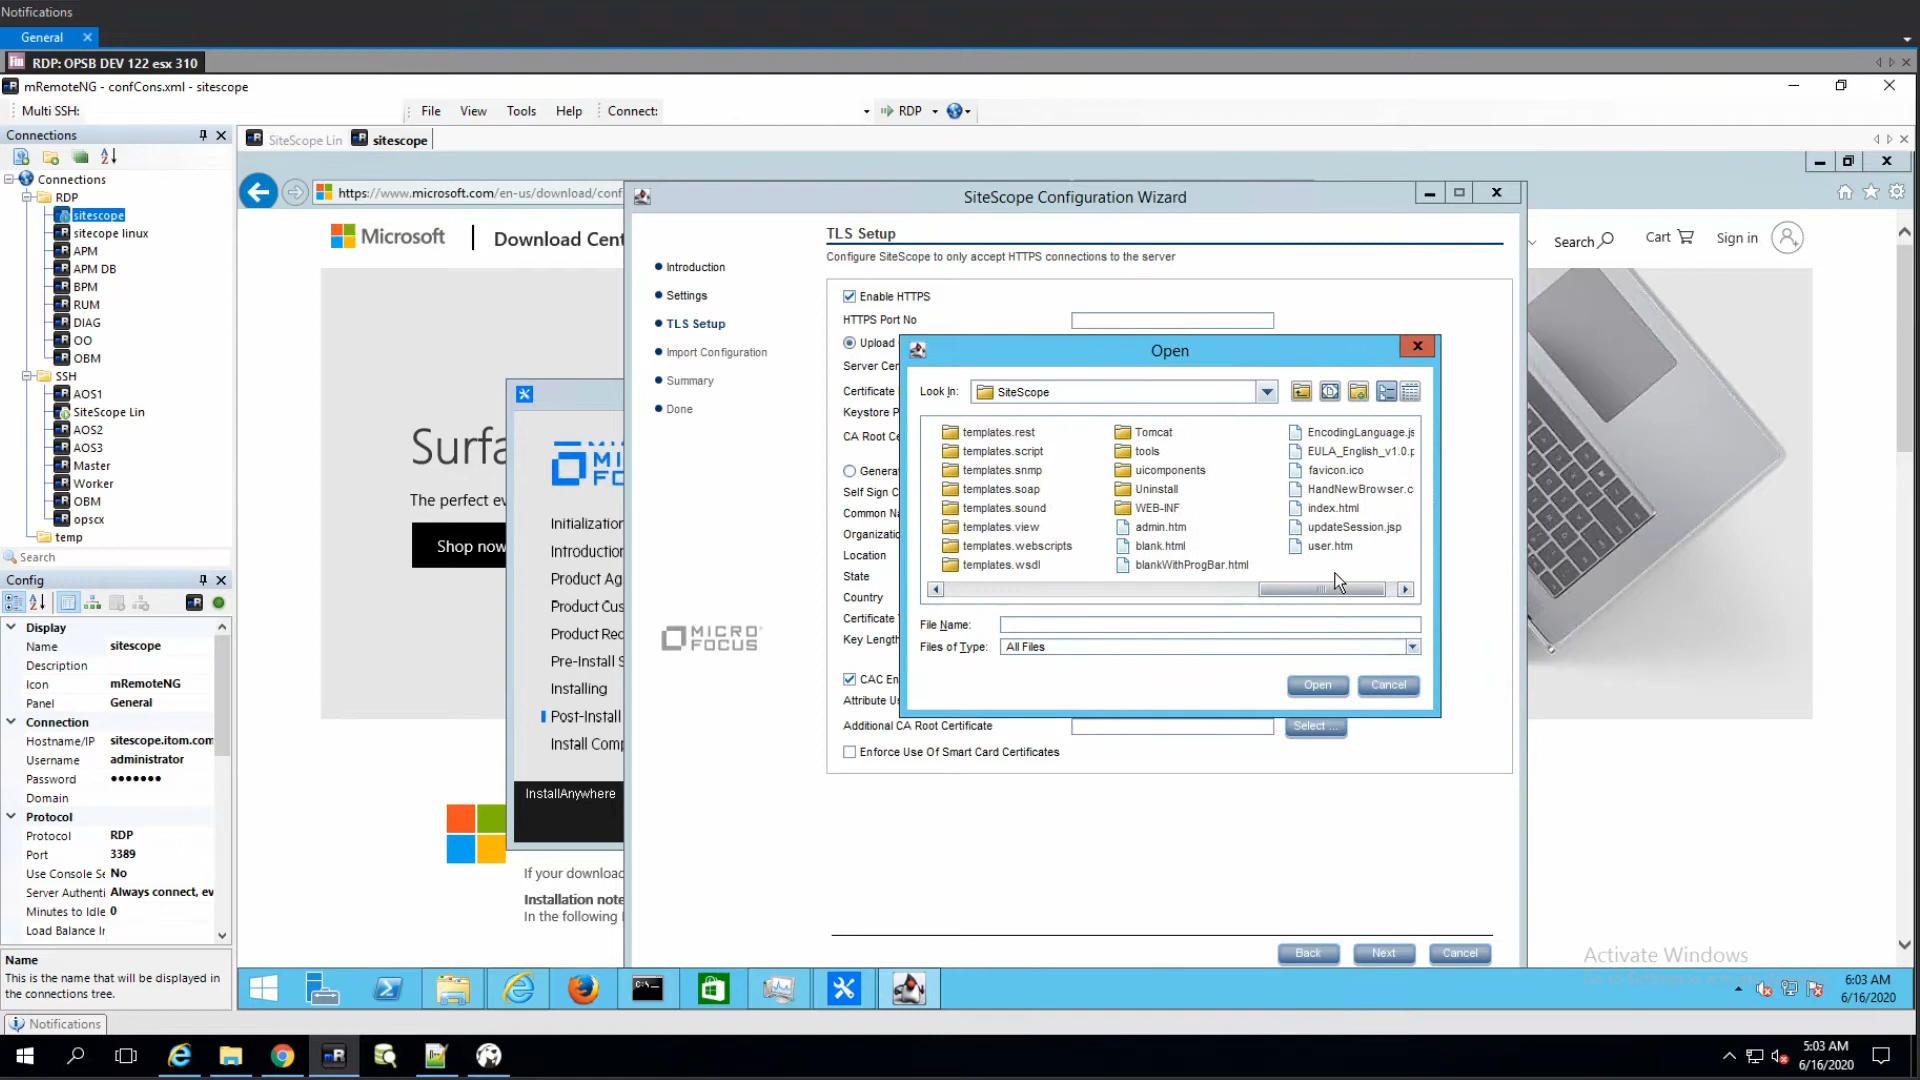 Notifications
General
RDP: OPSB DEV 122 esx 310
mRemoteNG - confCons.xml - sitescope
Multi SSH:
File View Tools Help Connect: RDP
Connections
SiteScope Lin
sitescope
Connections
RDP
sitescope
sitecope linux
APM
APM DB
BPM
RUM
DIAG
OO
OBM
SSH
AOS1
SiteScope Lin
AOS2
AOS3
Master
Worker
OBM
opscx
temp
Search
Config
Display
Name sitescope
Description
Icon mRemoteNG
Panel General
Connection
Hostname/IP sitescope.itom.com
Username administrator
Password ●●●●●●●
Domain
Protocol
Protocol RDP
Port 3389
Use Console Se No
Server Authenti Always connect, ev
Minutes to Idle 0
Load Balance Ir
Name
This is the name that will be displayed in
the connections tree.
Notifications
https://www.microsoft.com/en-us/download/conf
Microsoft
Download Cent
Search
Cart
Sign in
Surfa
The perfect ev
Shop now
If your download
Installation note
In the following
Initialization
Introduction
Product Ag
Product Cus
Product Req
Pre-Install S
Installing
Post-Install
Install Comp
InstallAnywhere
SiteScope Configuration Wizard
Introduction
Settings
TLS Setup
Import Configuration
Summary
Done
MICRO
FOCUS
TLS Setup
Configure SiteScope to only accept HTTPS connections to the server
Enable HTTPS
HTTPS Port No
Upload
Server Cer
Certificate
Keystore P
CA Root Ce
Genera
Self Sign C
Common Na
Organizatio
Location
State
Country
Certificate
Key Length
CAC En
Attribute Us
Additional CA Root Certificate
Select ...
Enforce Use Of Smart Card Certificates
Back
Next
Cancel
Open
Look In: SiteScope
templates.rest
templates.script
templates.snmp
templates.soap
templates.sound
templates.view
templates.webscripts
templates.wsdl
Tomcat
tools
uicomponents
Uninstall
WEB-INF
admin.htm
blank.html
blankWithProgBar.html
EncodingLanguage.js
EULA_English_v1.0.p
favicon.ico
HandNewBrowser.c
index.html
updateSession.jsp
user.htm
File Name:
Files of Type: All Files
Open
Cancel
Activate Windows
6:03 AM
6/16/2020
5:03 AM
6/16/2020